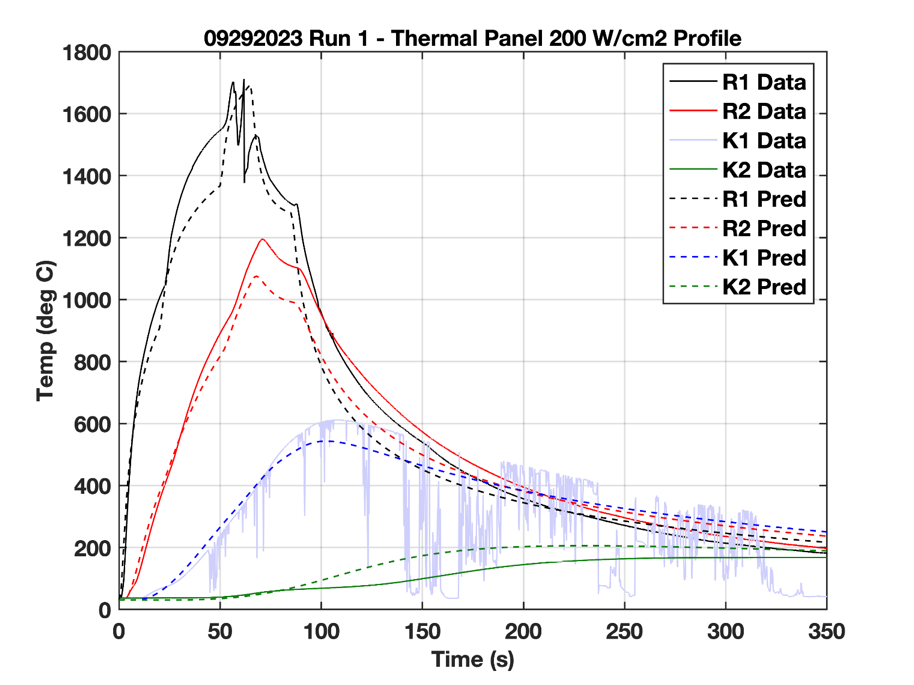 09292023 Run 1 - Thermal Panel 200 W/cm2 Profile
1800
1600
1400
1200
1000
800
600
400
200
0
Temp (deg C)
R1 Data
R2 Data
K1 Data
K2 Data
R1 Pred
R2 Pred
K1 Pred
K2 Pred
0 50 100 150 200 250 300 350
Time (s)